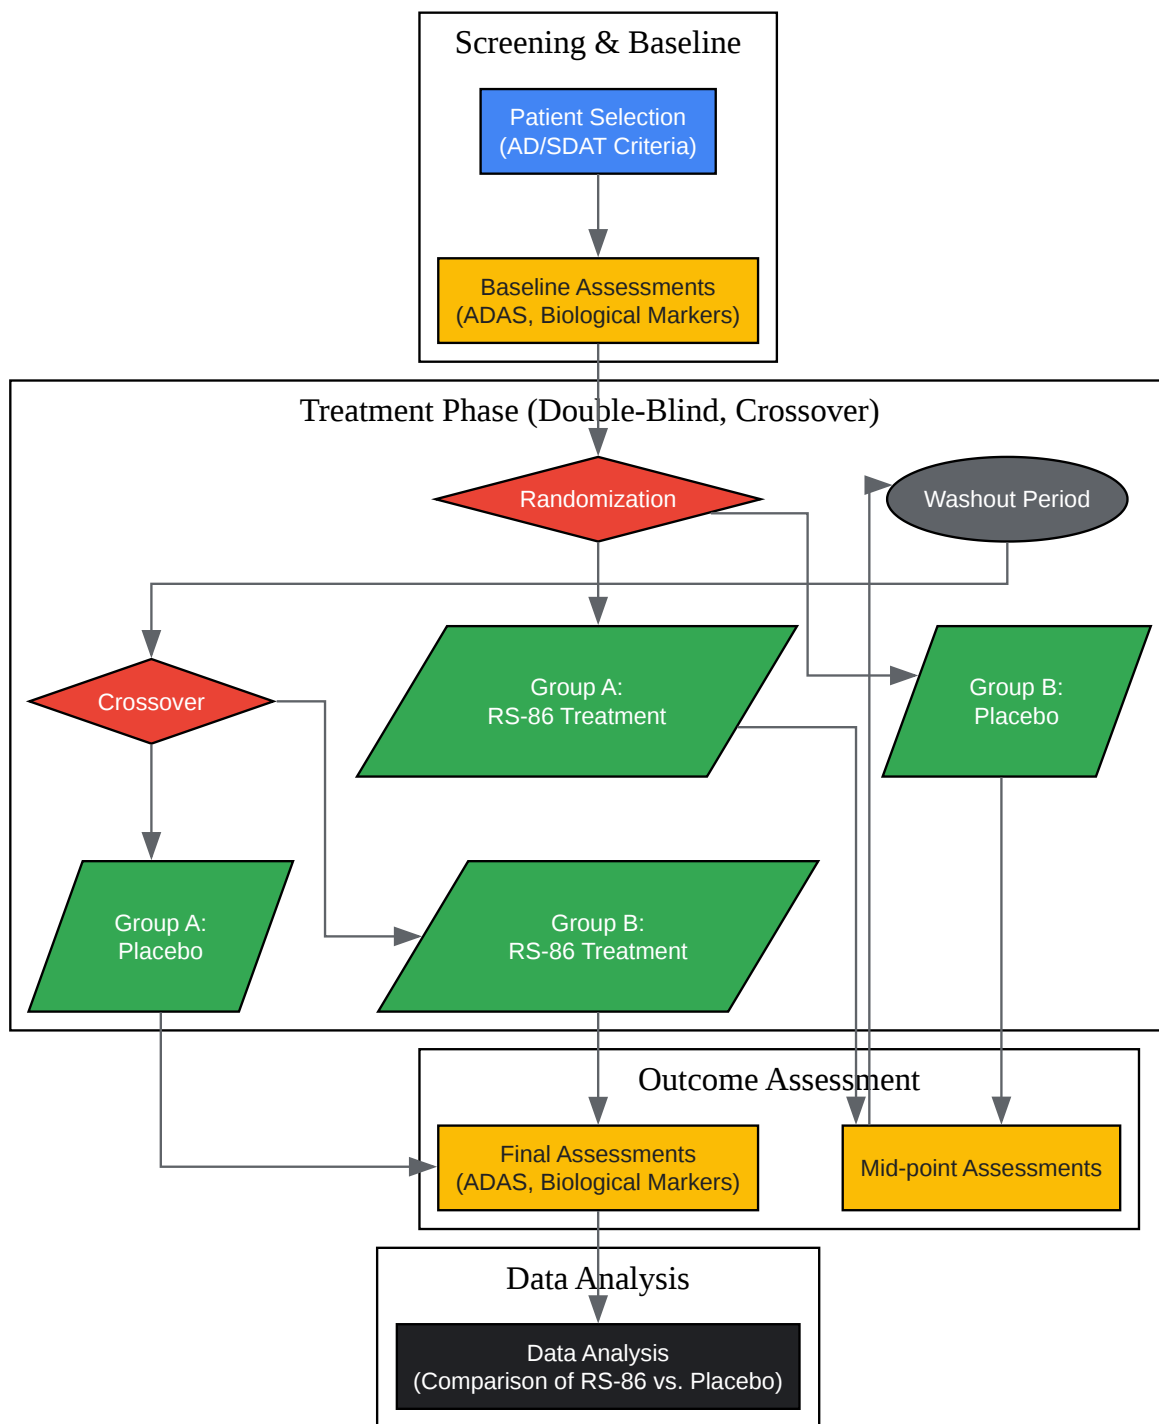 Screening & Baseline
Patient Selection
(AD/SDAT Criteria)
Baseline Assessments
(ADAS, Biological Markers)
Treatment Phase (Double-Blind, Crossover)
Randomization
Washout Period
Group A:
RS-86 Treatment
Group B:
Placebo
Crossover
Group A:
Placebo
Group B:
RS-86 Treatment
Outcome Assessment
Final Assessments
(ADAS, Biological Markers)
Mid-point Assessments
Data Analysis
Data Analysis
(Comparison of RS-86 vs. Placebo)